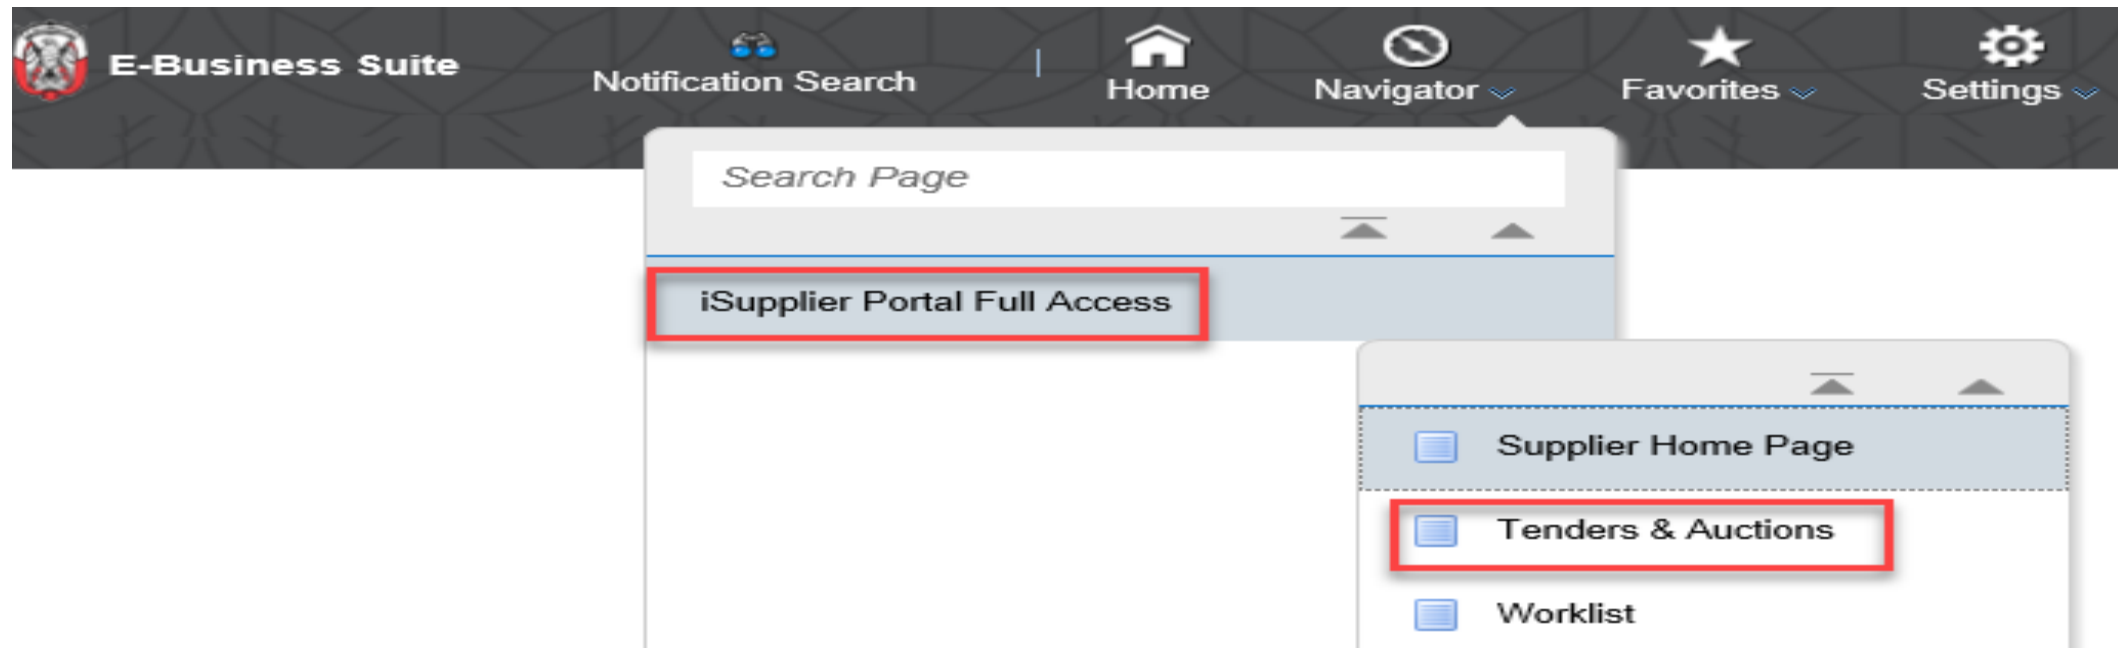 E-Business Suite
Notification Search
Home
Navigator
Favorites
Settings
Search Page
iSupplier Portal Full Access
Supplier Home Page
Tenders & Auctions
Worklist